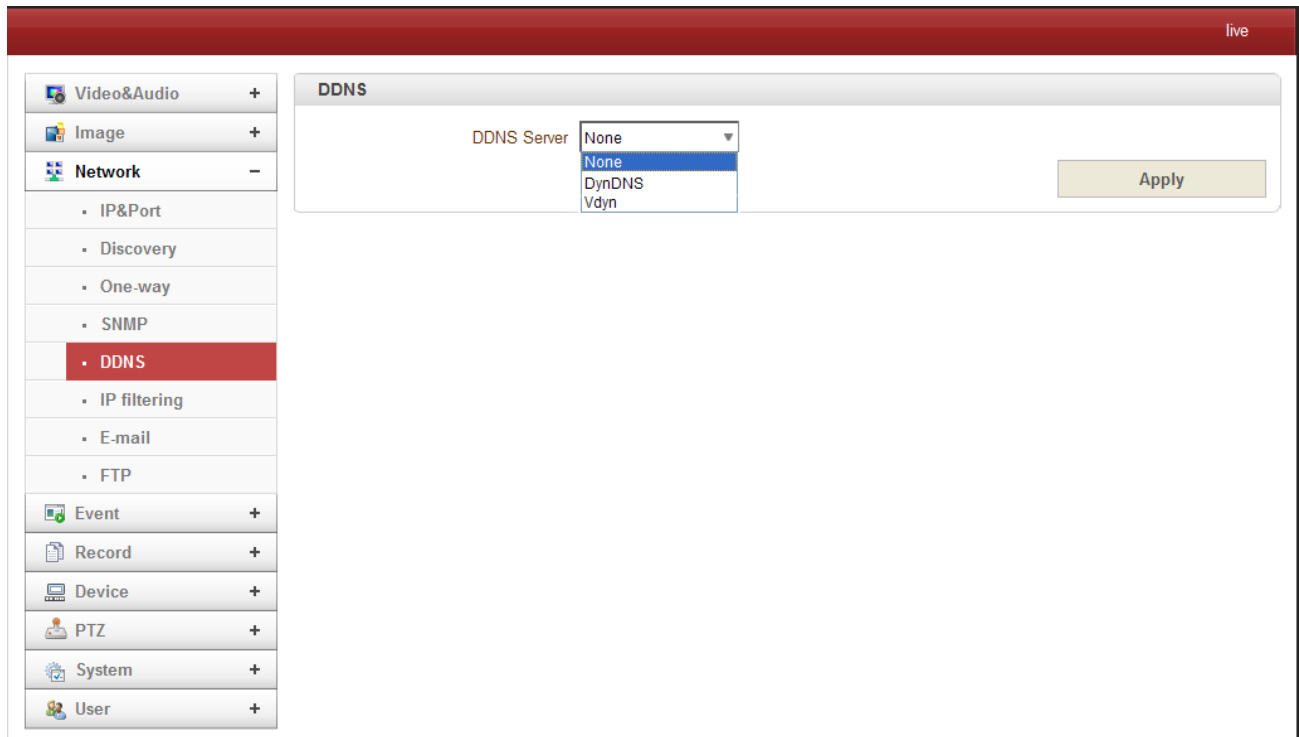 live
Video&Audio +
Image +
Network -
IP&Port
Discovery
One-way
SNMP
DDNS
IP filtering
E-mail
FTP
Event +
Record +
Device +
PTZ +
System +
User +
DDNS
DDNS Server None
None
DynDNS
Vdyn
Apply